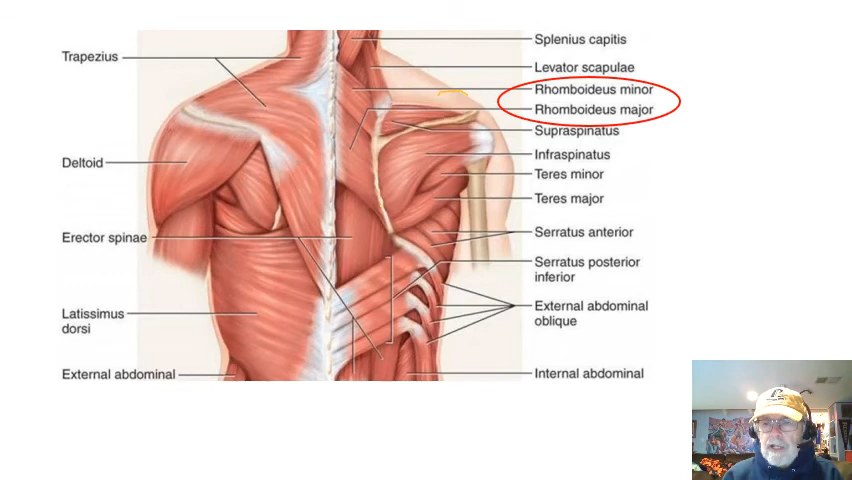 Splenius capitis
Trapezius
Levator scapulae
Rhomboideus minor
Rhomboideus major
Supraspinatus
Infraspinatus
Deltoid
Teres minor
Teres major
Serratus anterior
Erector spinae
Serratus posterior
inferior
External abdominal
oblique
Latissimus
dorsi
External abdominal
Internal abdominal